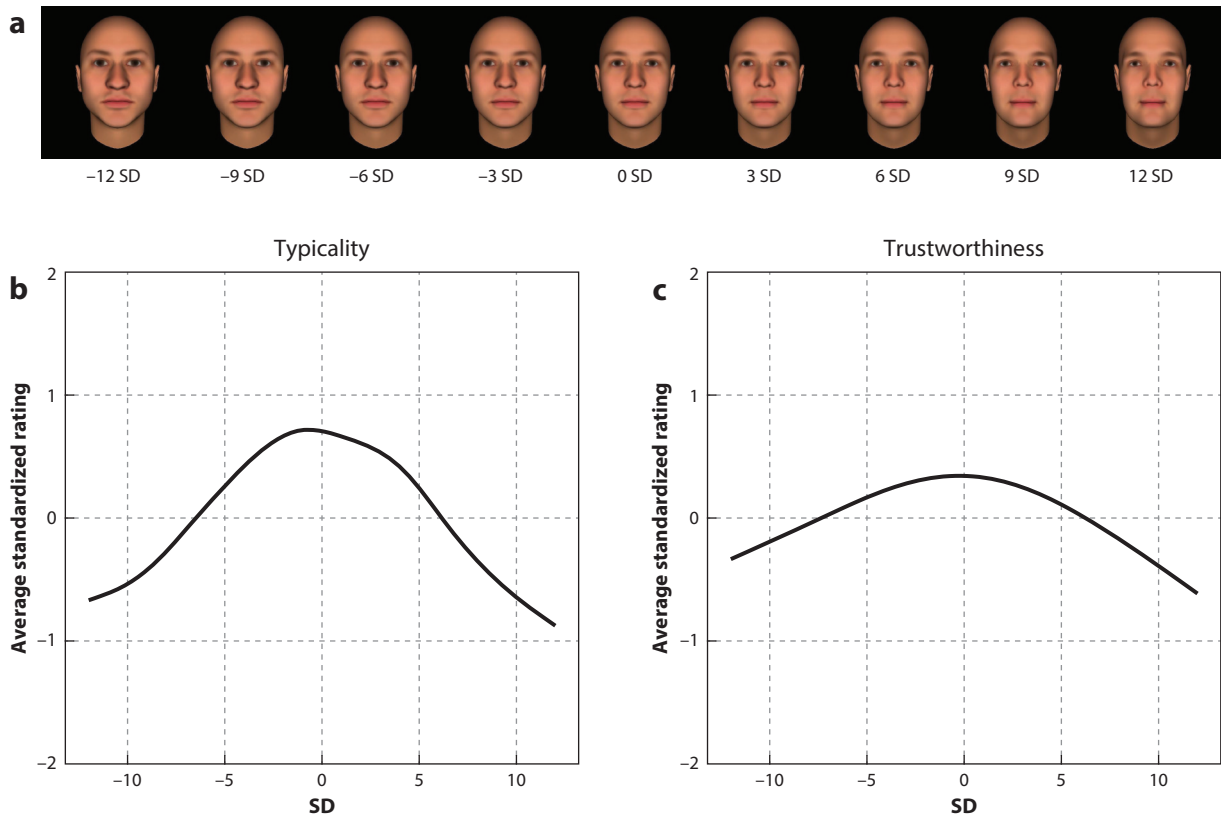 a
–12 SD –9 SD –6 SD –3 SD 0 SD 3 SD 6 SD 9 SD 12 SD
Typicality
b
2
1
0
–1
–2
Average standardized rating
–10 –5 0 5 10
SD
Trustworthiness
c
2
1
0
–1
–2
Average standardized rating
–10 –5 0 5 10
SD